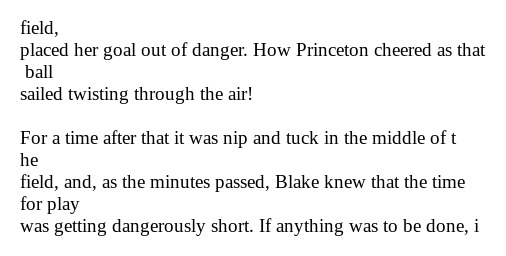 field,
placed her goal out of danger. How Princeton cheered as that
ball
sailed twisting through the air!

For a time after that it was nip and tuck in the middle of t
he
field, and, as the minutes passed, Blake knew that the time
for play
was getting dangerously short. If anything was to be done, i